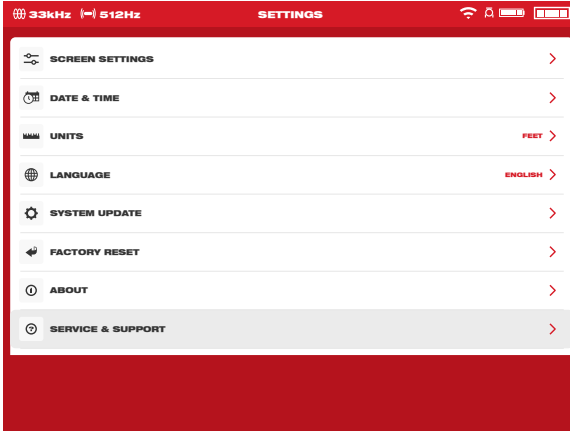 33kHz 512Hz SETTINGS
SCREEN SETTINGS
DATE & TIME
UNITS FEET
LANGUAGE ENGLISH
SYSTEM UPDATE
FACTORY RESET
ABOUT
SERVICE & SUPPORT